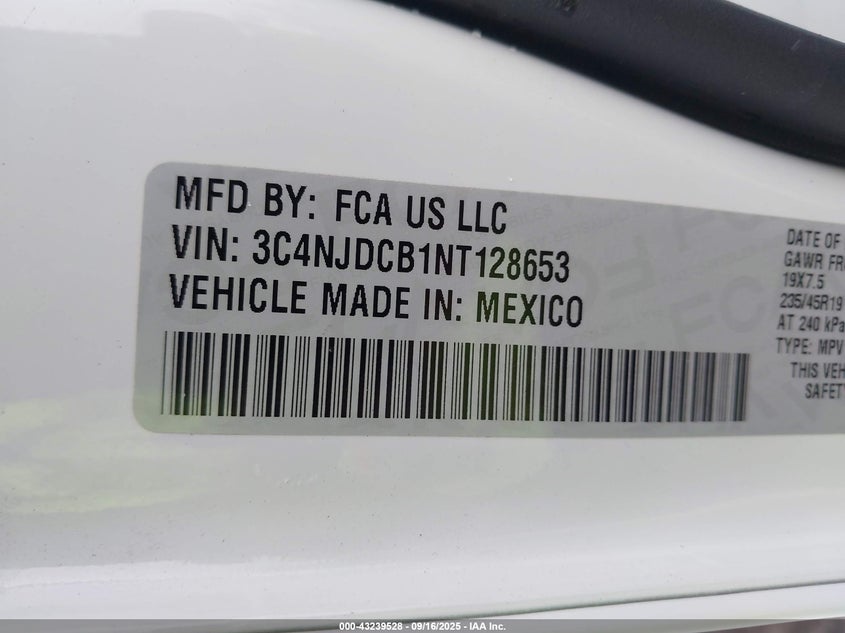 MFD BY: FCA US LLC
VIN: 3C4NJDCB1NT128653
VEHICLE MADE IN: MEXICO
DATE OF
GAWR FR
19X7.5
235/45R19
AT 240 kPa
TYPE: MPV
THIS VEH
SAFETY
000-43239528 - 09/16/2025 - IAA Inc.